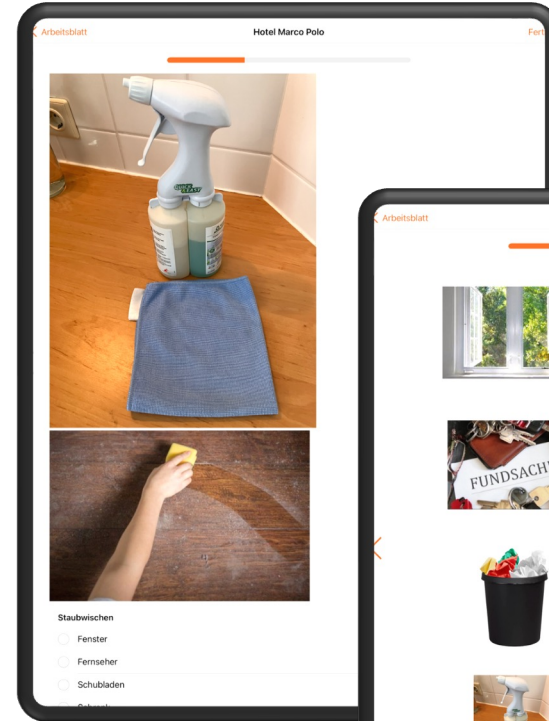 Arbeitsblatt
Hotel Marco Polo
Staubwischen
Fenster
Fernseher
Schubladen
Arbeitsblatt
FUNDSACH